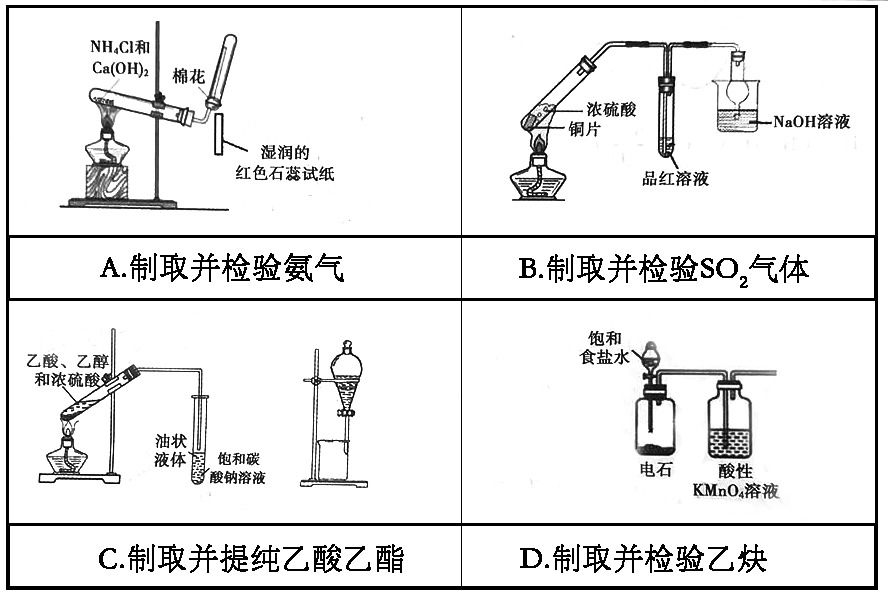 NH₄Cl和
Ca(OH)₂
棉花
湿润的
红色石蕊试纸
浓硫酸
铜片
品红溶液
NaOH溶液
A.制取并检验氨气
B.制取并检验SO₂气体
乙酸、乙醇
和浓硫酸
油状
液体
饱和碳
酸钠溶液
饱和
食盐水
电石
酸性
KMnO₄溶液
C.制取并提纯乙酸乙酯
D.制取并检验乙炔